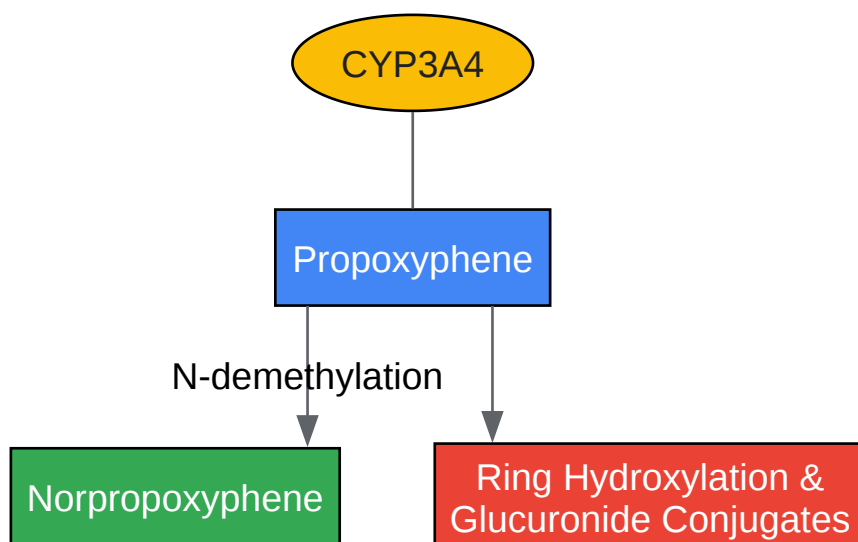 CYP3A4
Propoxyphene
N-demethylation
Norpropoxyphene
Ring Hydroxylation &
Glucuronide Conjugates